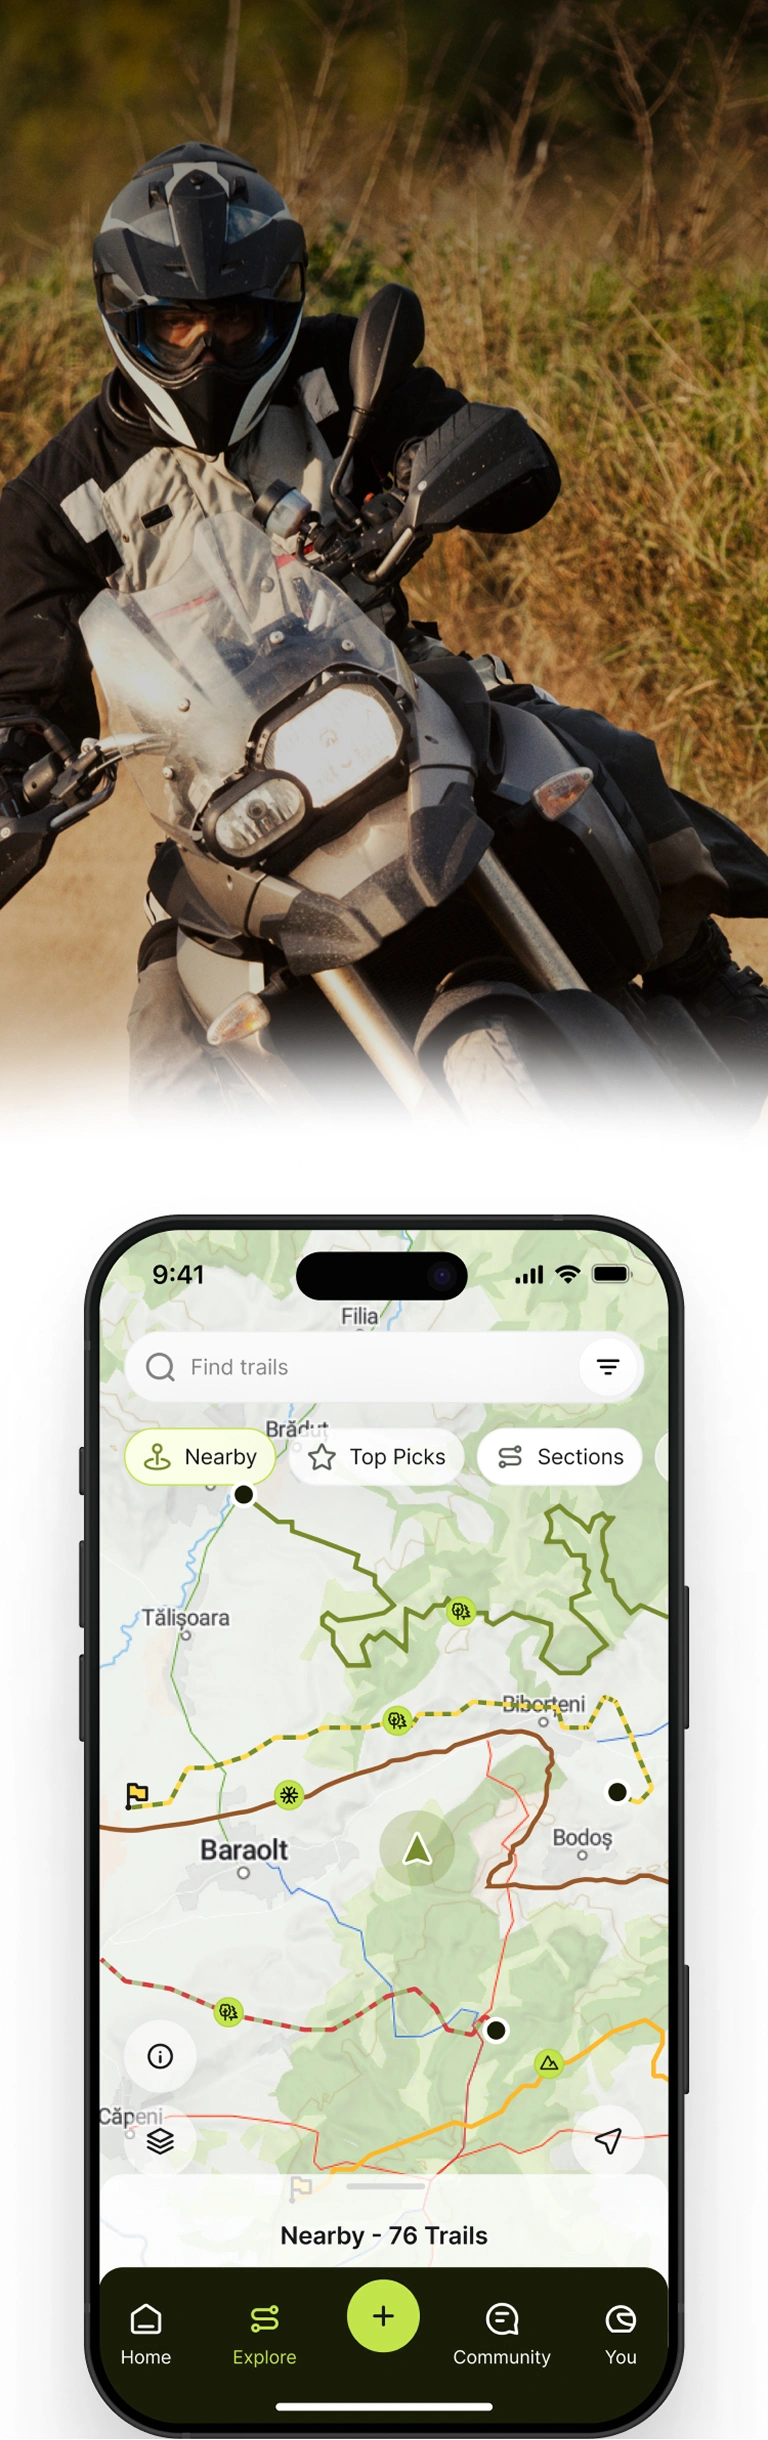 9:41
Filia
Find trails
Brăduț
Nearby
Top Picks
Sections
Tălișoara
Biborțeni
Baraolt
Bodoș
Căpeni
Nearby - 76 Trails
Home
Explore
Community
You